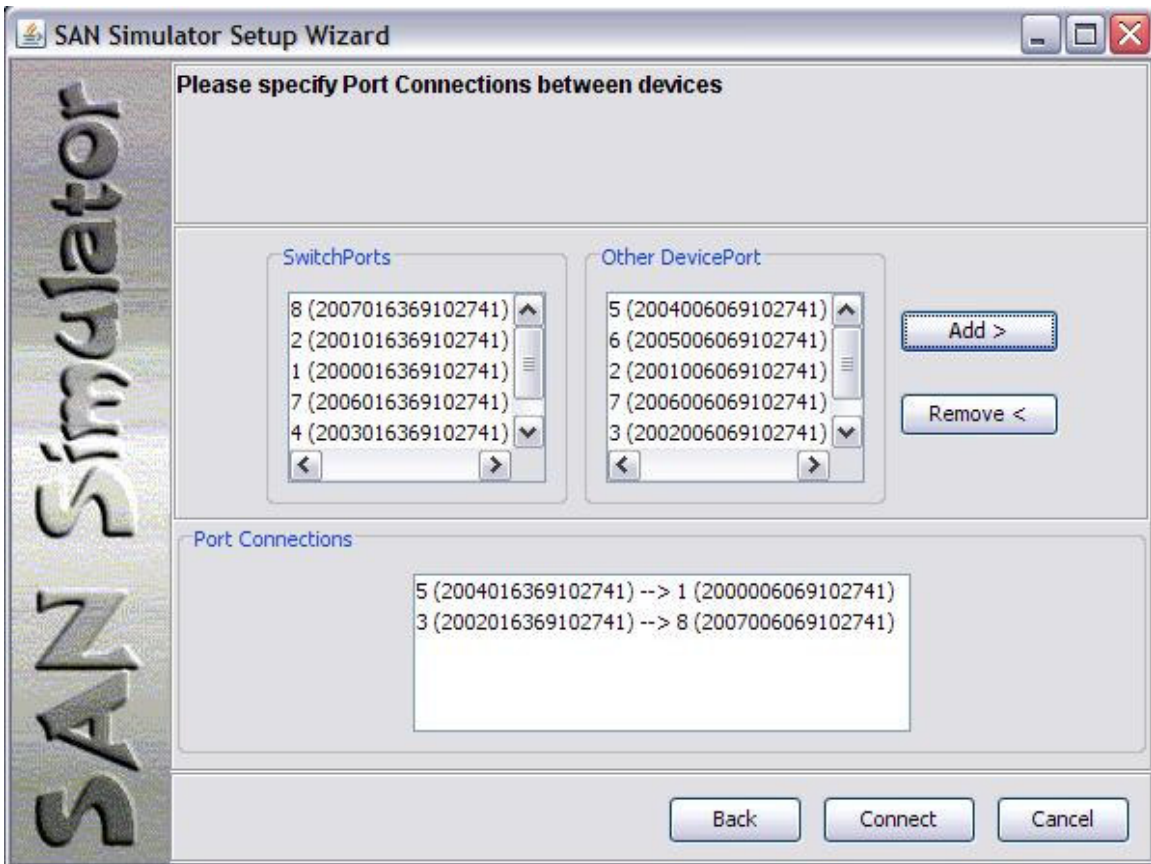 SAN Simulator Setup Wizard
SAN Simulator
Please specify Port Connections between devices
SwitchPorts
8 (2007016369102741)
2 (2001016369102741)
1 (2000016369102741)
7 (2006016369102741)
4 (2003016369102741)
Other DevicePort
5 (2004006069102741)
6 (2005006069102741)
2 (2001006069102741)
7 (2006006069102741)
3 (2002006069102741)
Add >
Remove <
Port Connections
5 (2004016369102741) --> 1 (2000006069102741)
3 (2002016369102741) --> 8 (2007006069102741)
Back
Connect
Cancel